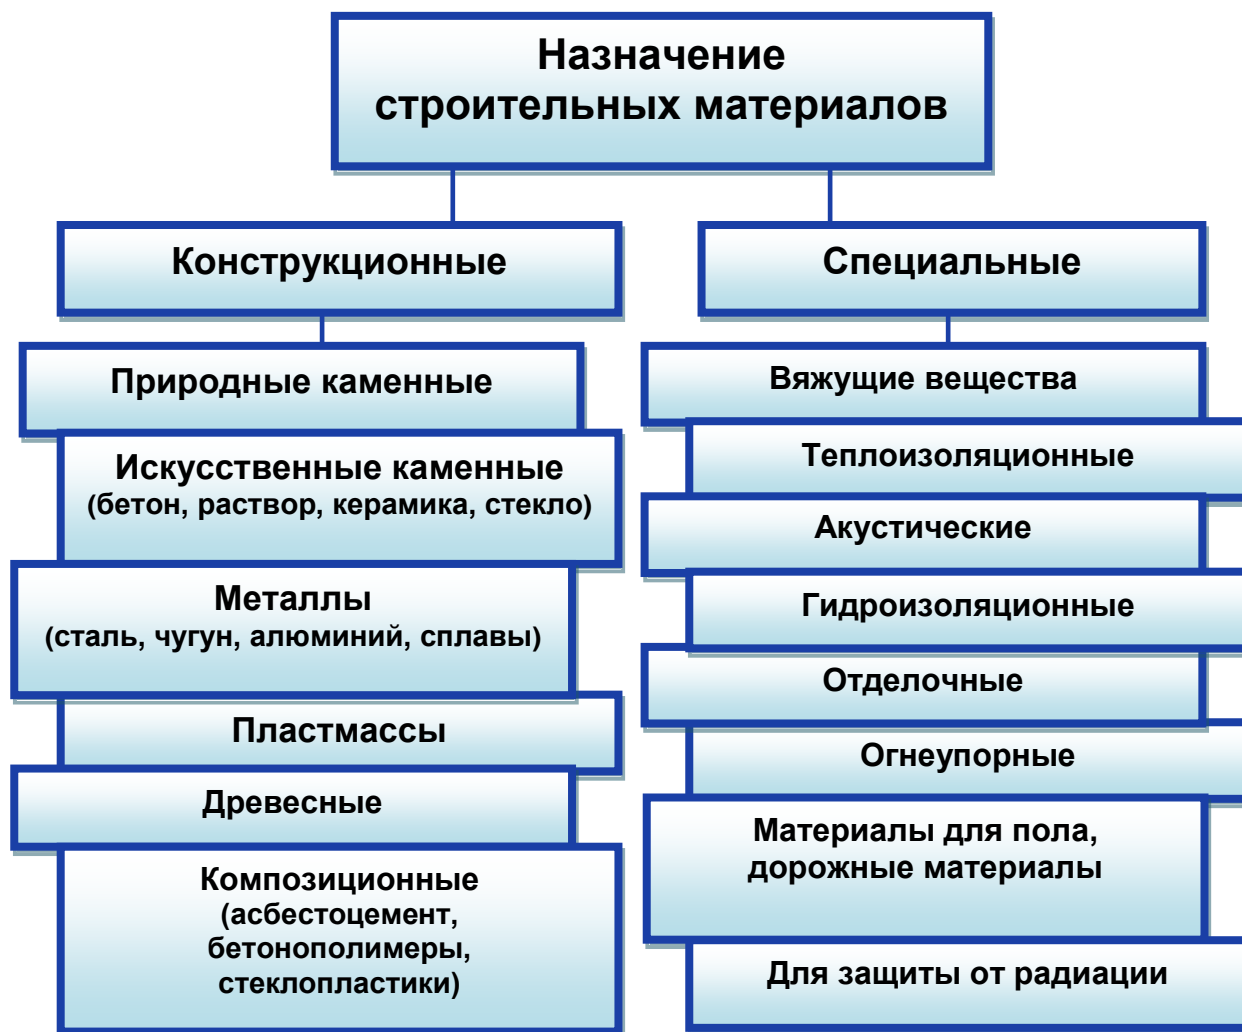 Назначение
строительных материалов
Конструкционные
Природные каменные
Искусственные каменные
(бетон, раствор, керамика, стекло)
Металлы
(сталь, чугун, алюминий, сплавы)
Пластмассы
Древесные
Композиционные
(асбестоцемент,
бетонополимеры,
стеклопластики)
Специальные
Вяжущие вещества
Теплоизоляционные
Акустические
Гидроизоляционные
Отделочные
Огнеупорные
Материалы для пола,
дорожные материалы
Для защиты от радиации